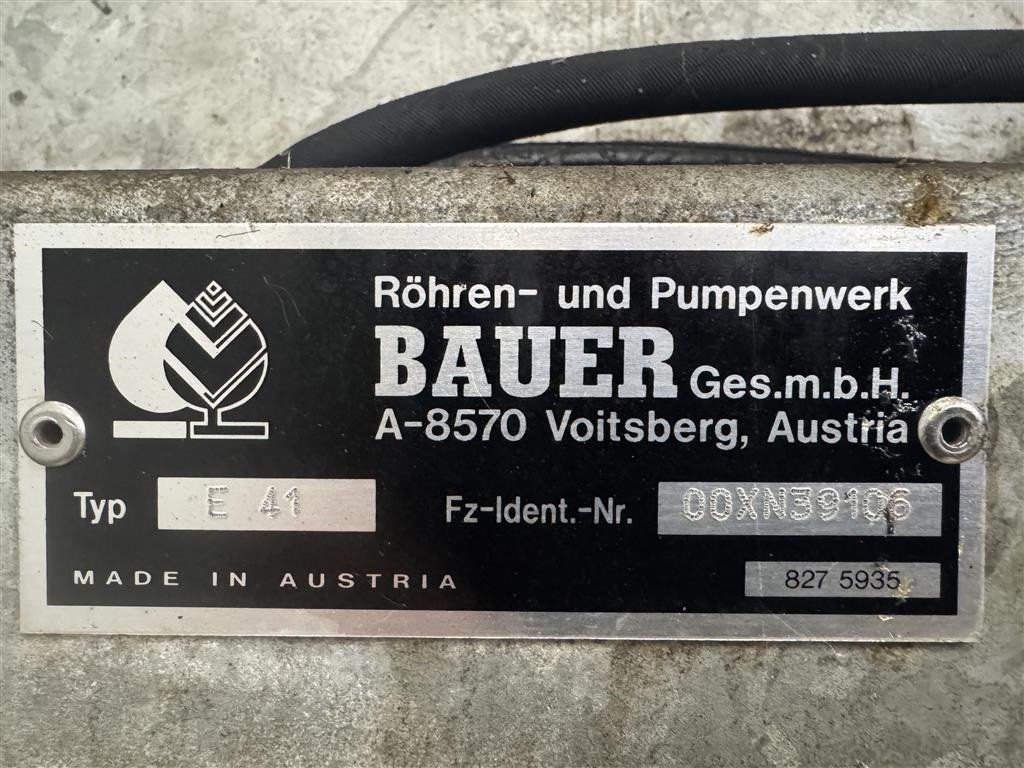 Röhren- und Pumpenwerk
BAUER Ges.m.b.H.
A-8570 Voitsberg, Austria
Typ E 41 Fz-Ident.-Nr. 00XN39106
MADE IN AUSTRIA 827 5935